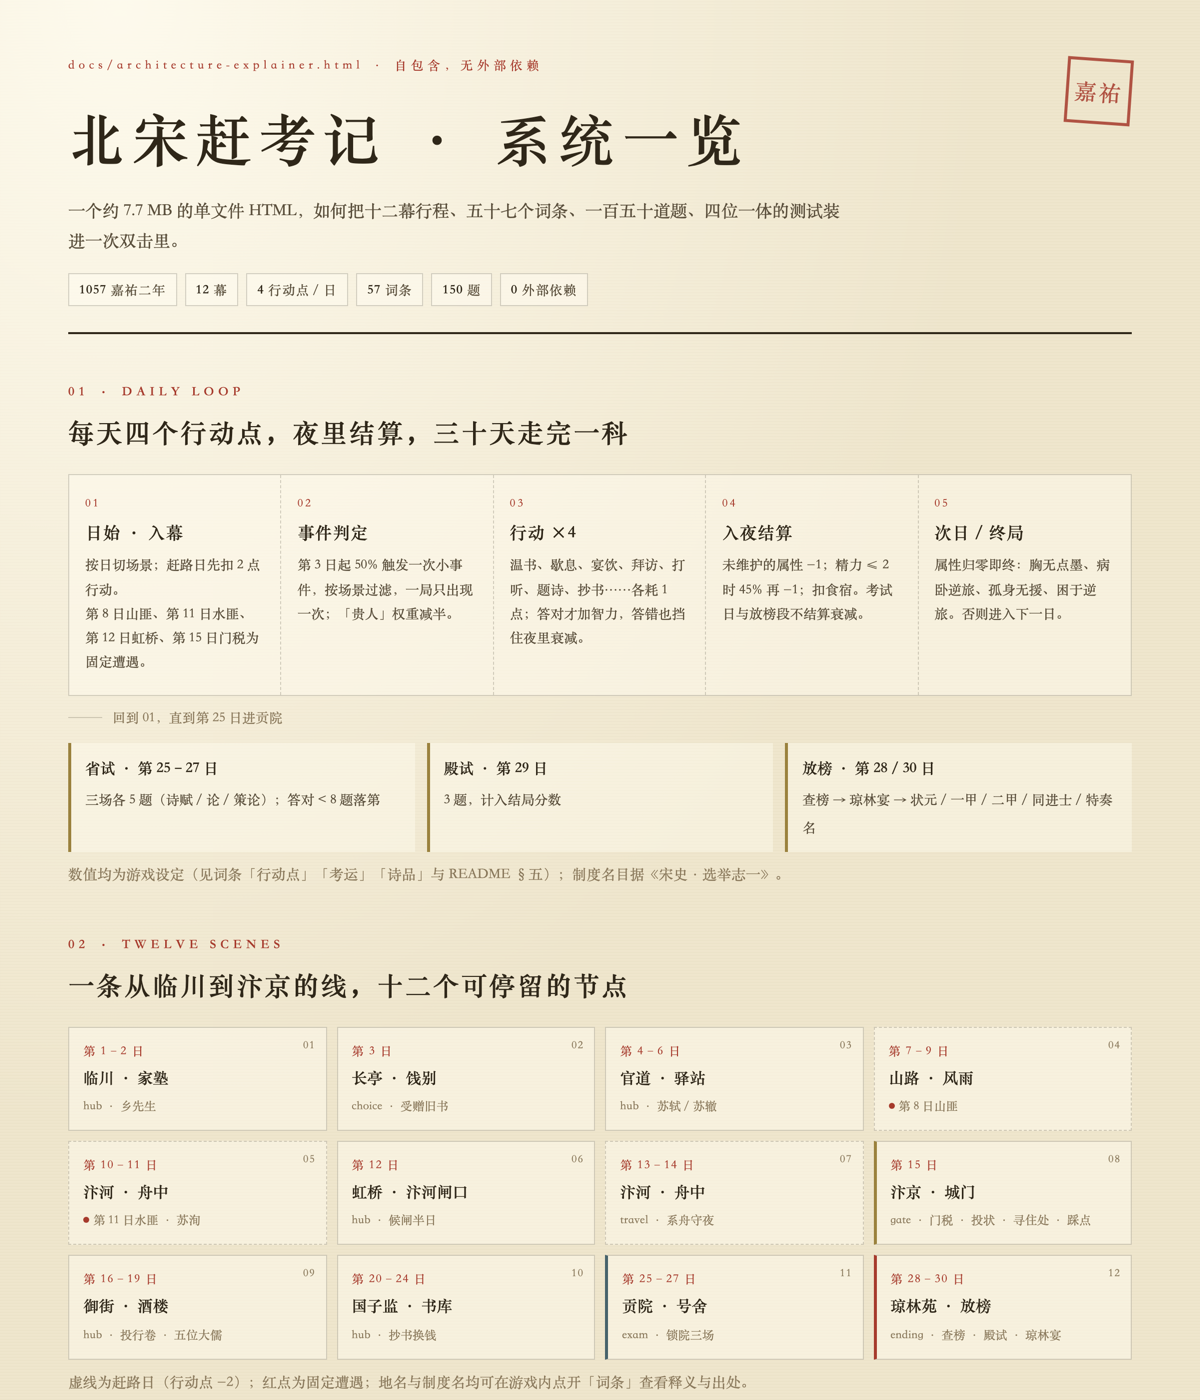 docs/architecture-explainer.html · 自包含，无外部依赖
嘉祐
北宋赶考记 · 系统一览
一个约 7.7 MB 的单文件 HTML，如何把十二幕行程、五十七个词条、一百五十道题、四位一体的测试装
进一次双击里。
1057 嘉祐二年
12 幕
4 行动点 / 日
57 词条
150 题
0 外部依赖
01 · DAILY LOOP
每天四个行动点，夜里结算，三十天走完一科
01
日始 · 入幕
按日切场景；赶路日先扣 2 点
行动。
第 8 日山匪、第 11 日水匪、
第 12 日虹桥、第 15 日门税为
固定遭遇。
02
事件判定
第 3 日起 50% 触发一次小事
件，按场景过滤，一局只出现
一次；「贵人」权重减半。
03
行动 ×4
温书、歇息、宴饮、拜访、打
听、题诗、抄书……各耗 1
点；答对才加智力，答错也挡
住夜里衰减。
04
入夜结算
未维护的属性 −1；精力 ≤ 2
时 45% 再 −1；扣食宿。考试
日与放榜段不结算衰减。
05
次日 / 终局
属性归零即终：胸无点墨、病
卧逆旅、孤身无援、困于逆
旅。否则进入下一日。
回到 01，直到第 25 日进贡院
省试 · 第 25 – 27 日
三场各 5 题（诗赋 / 论 / 策论）；答对 < 8 题落第
殿试 · 第 29 日
3 题，计入结局分数
放榜 · 第 28 / 30 日
查榜 → 琼林宴 → 状元 / 一甲 / 二甲 / 同进士 / 特奏
名
数值均为游戏设定（见词条「行动点」「考运」「诗品」与 README § 五）；制度名目据《宋史 · 选举志一》。
02 · TWELVE SCENES
一条从临川到汴京的线，十二个可停留的节点
第 1 – 2 日
01
临川 · 家塾
hub · 乡先生
第 3 日
02
长亭 · 饯别
choice · 受赠旧书
第 4 – 6 日
03
官道 · 驿站
hub · 苏轼 / 苏辙
第 7 – 9 日
04
山路 · 风雨
第 8 日山匪
第 10 – 11 日
05
汴河 · 舟中
第 11 日水匪 · 苏洵
第 12 日
06
虹桥 · 汴河闸口
hub · 候闸半日
第 13 – 14 日
07
汴河 · 舟中
travel · 系舟守夜
第 15 日
08
汴京 · 城门
gate · 门税 · 投状 · 寻住处 · 踩点
第 16 – 19 日
09
御街 · 酒楼
hub · 投行卷 · 五位大儒
第 20 – 24 日
10
国子监 · 书库
hub · 抄书换钱
第 25 – 27 日
11
贡院 · 号舍
exam · 锁院三场
第 28 – 30 日
12
琼林苑 · 放榜
ending · 查榜 · 殿试 · 琼林宴
虚线为赶路日（行动点 −2）；红点为固定遭遇；地名与制度名均可在游戏内点开「词条」查看释义与出处。